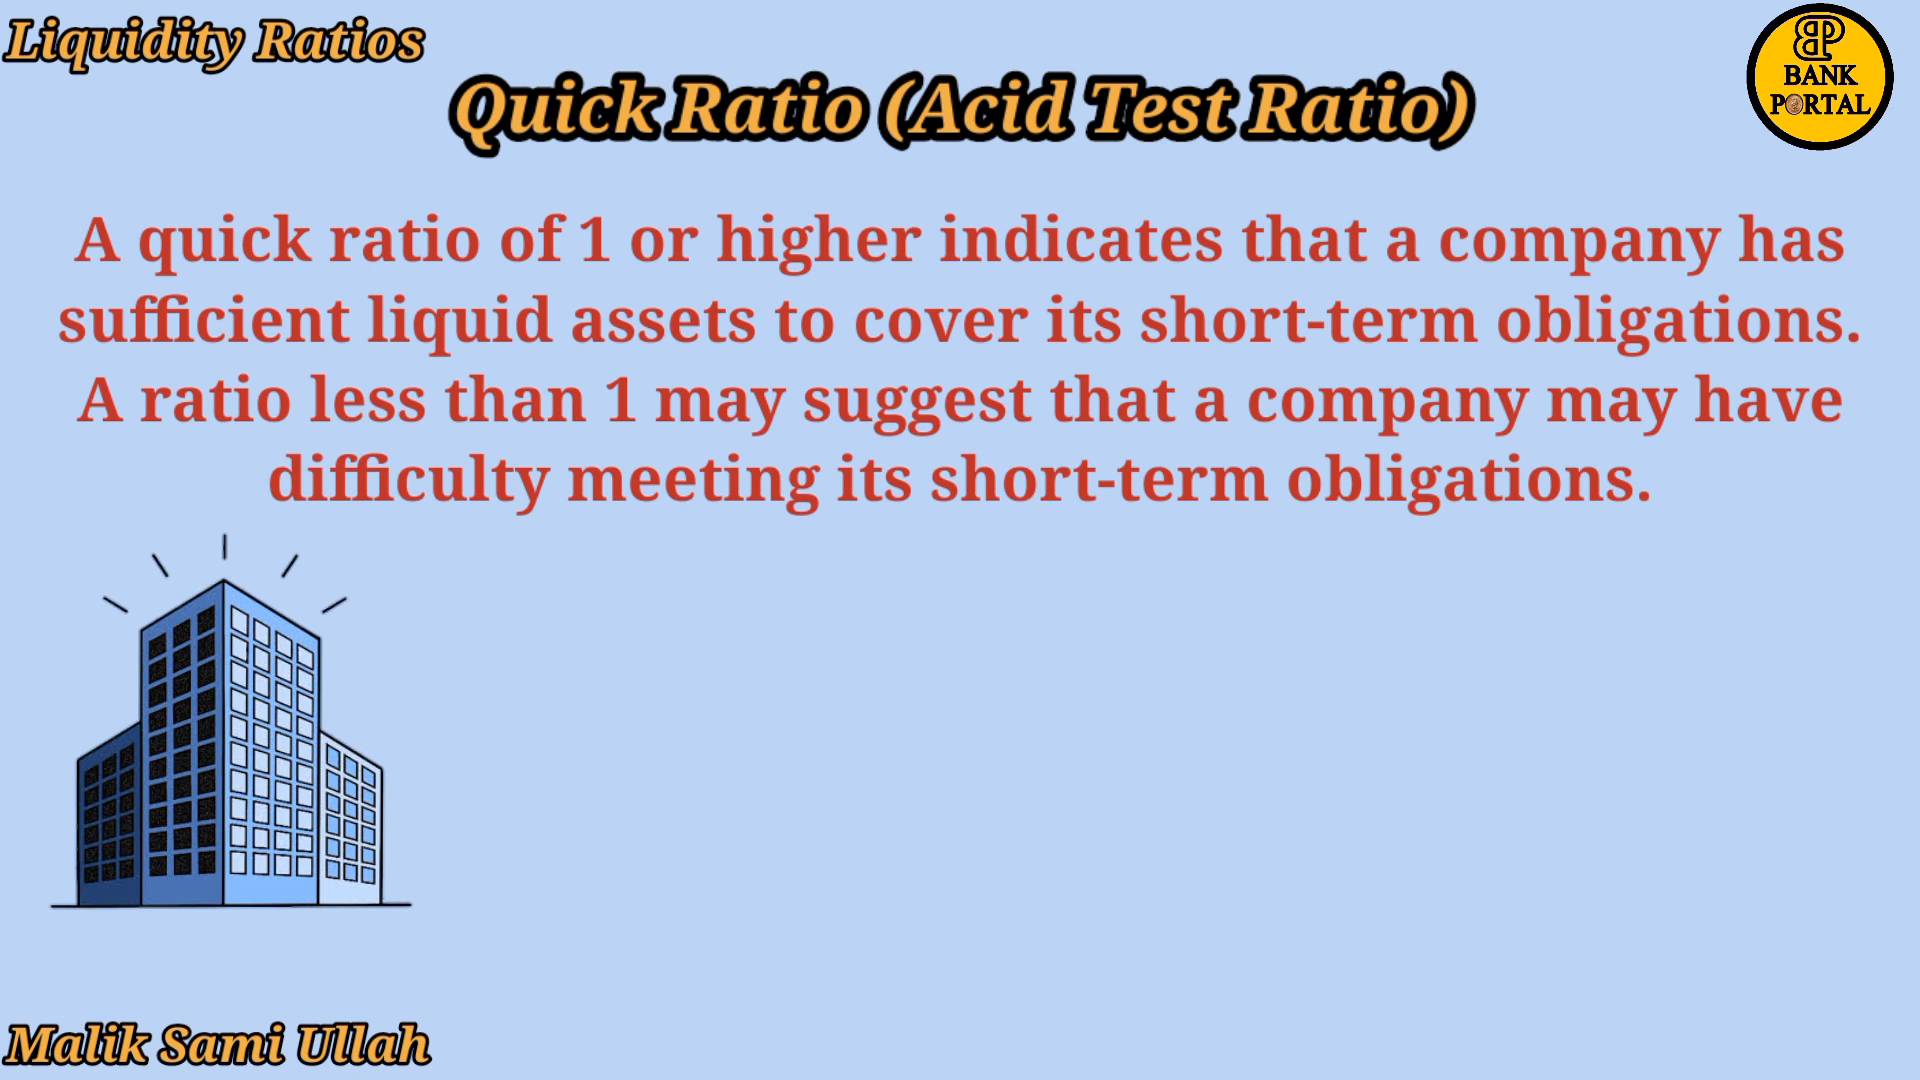 Liquidity Ratios
Quick Ratio (Acid Test Ratio)
BP
BANK
PORTAL
A quick ratio of 1 or higher indicates that a company has
sufficient liquid assets to cover its short-term obligations.
A ratio less than 1 may suggest that a company may have
difficulty meeting its short-term obligations.
Malik Sami Ullah